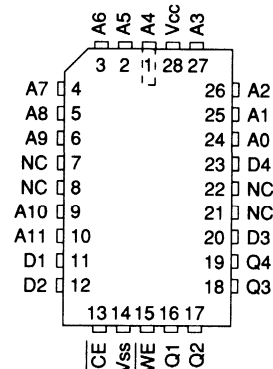 A6 A5 A4 Vcc A3
3 2 1 28 27
A7 4 26 A2
A8 5 25 A1
A9 6 24 A0
NC 7 23 D4
NC 8 22 NC
A10 9 21 NC
A11 10 20 D3
D1 11 19 Q4
D2 12 18 Q3
13 14 15 16 17
C̅E̅ Vss W̅E̅ Q1 Q2